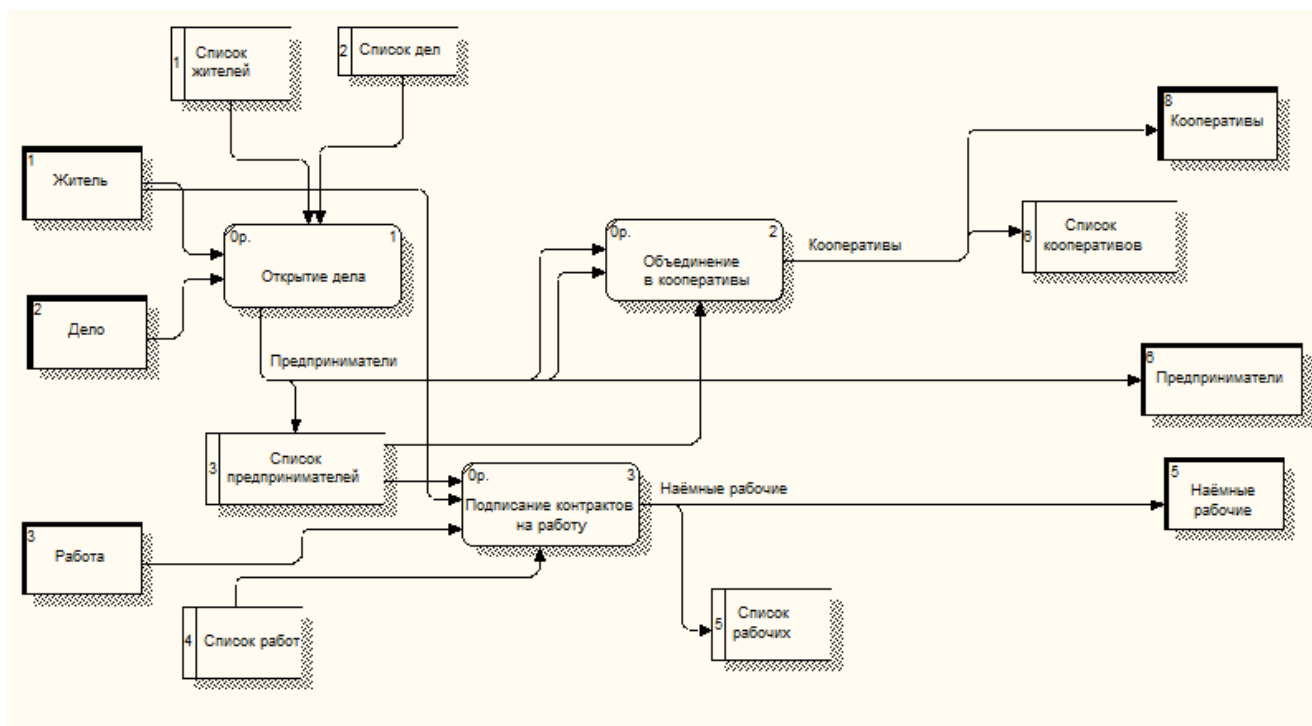 1
Список
жителей
2
Список дел
8
Кооперативы
1
Житель
0р.
1
Открытие дела
0р.
2
Объединение
в кооперативы
Кооперативы
6
Список
кооперативов
2
Дело
Предприниматели
6
Предприниматели
3
Список
предпринимателей
0р.
3
Подписание контрактов
на работу
Наёмные рабочие
5
Наёмные
рабочие
3
Работа
4
Список работ
5
Список
рабочих